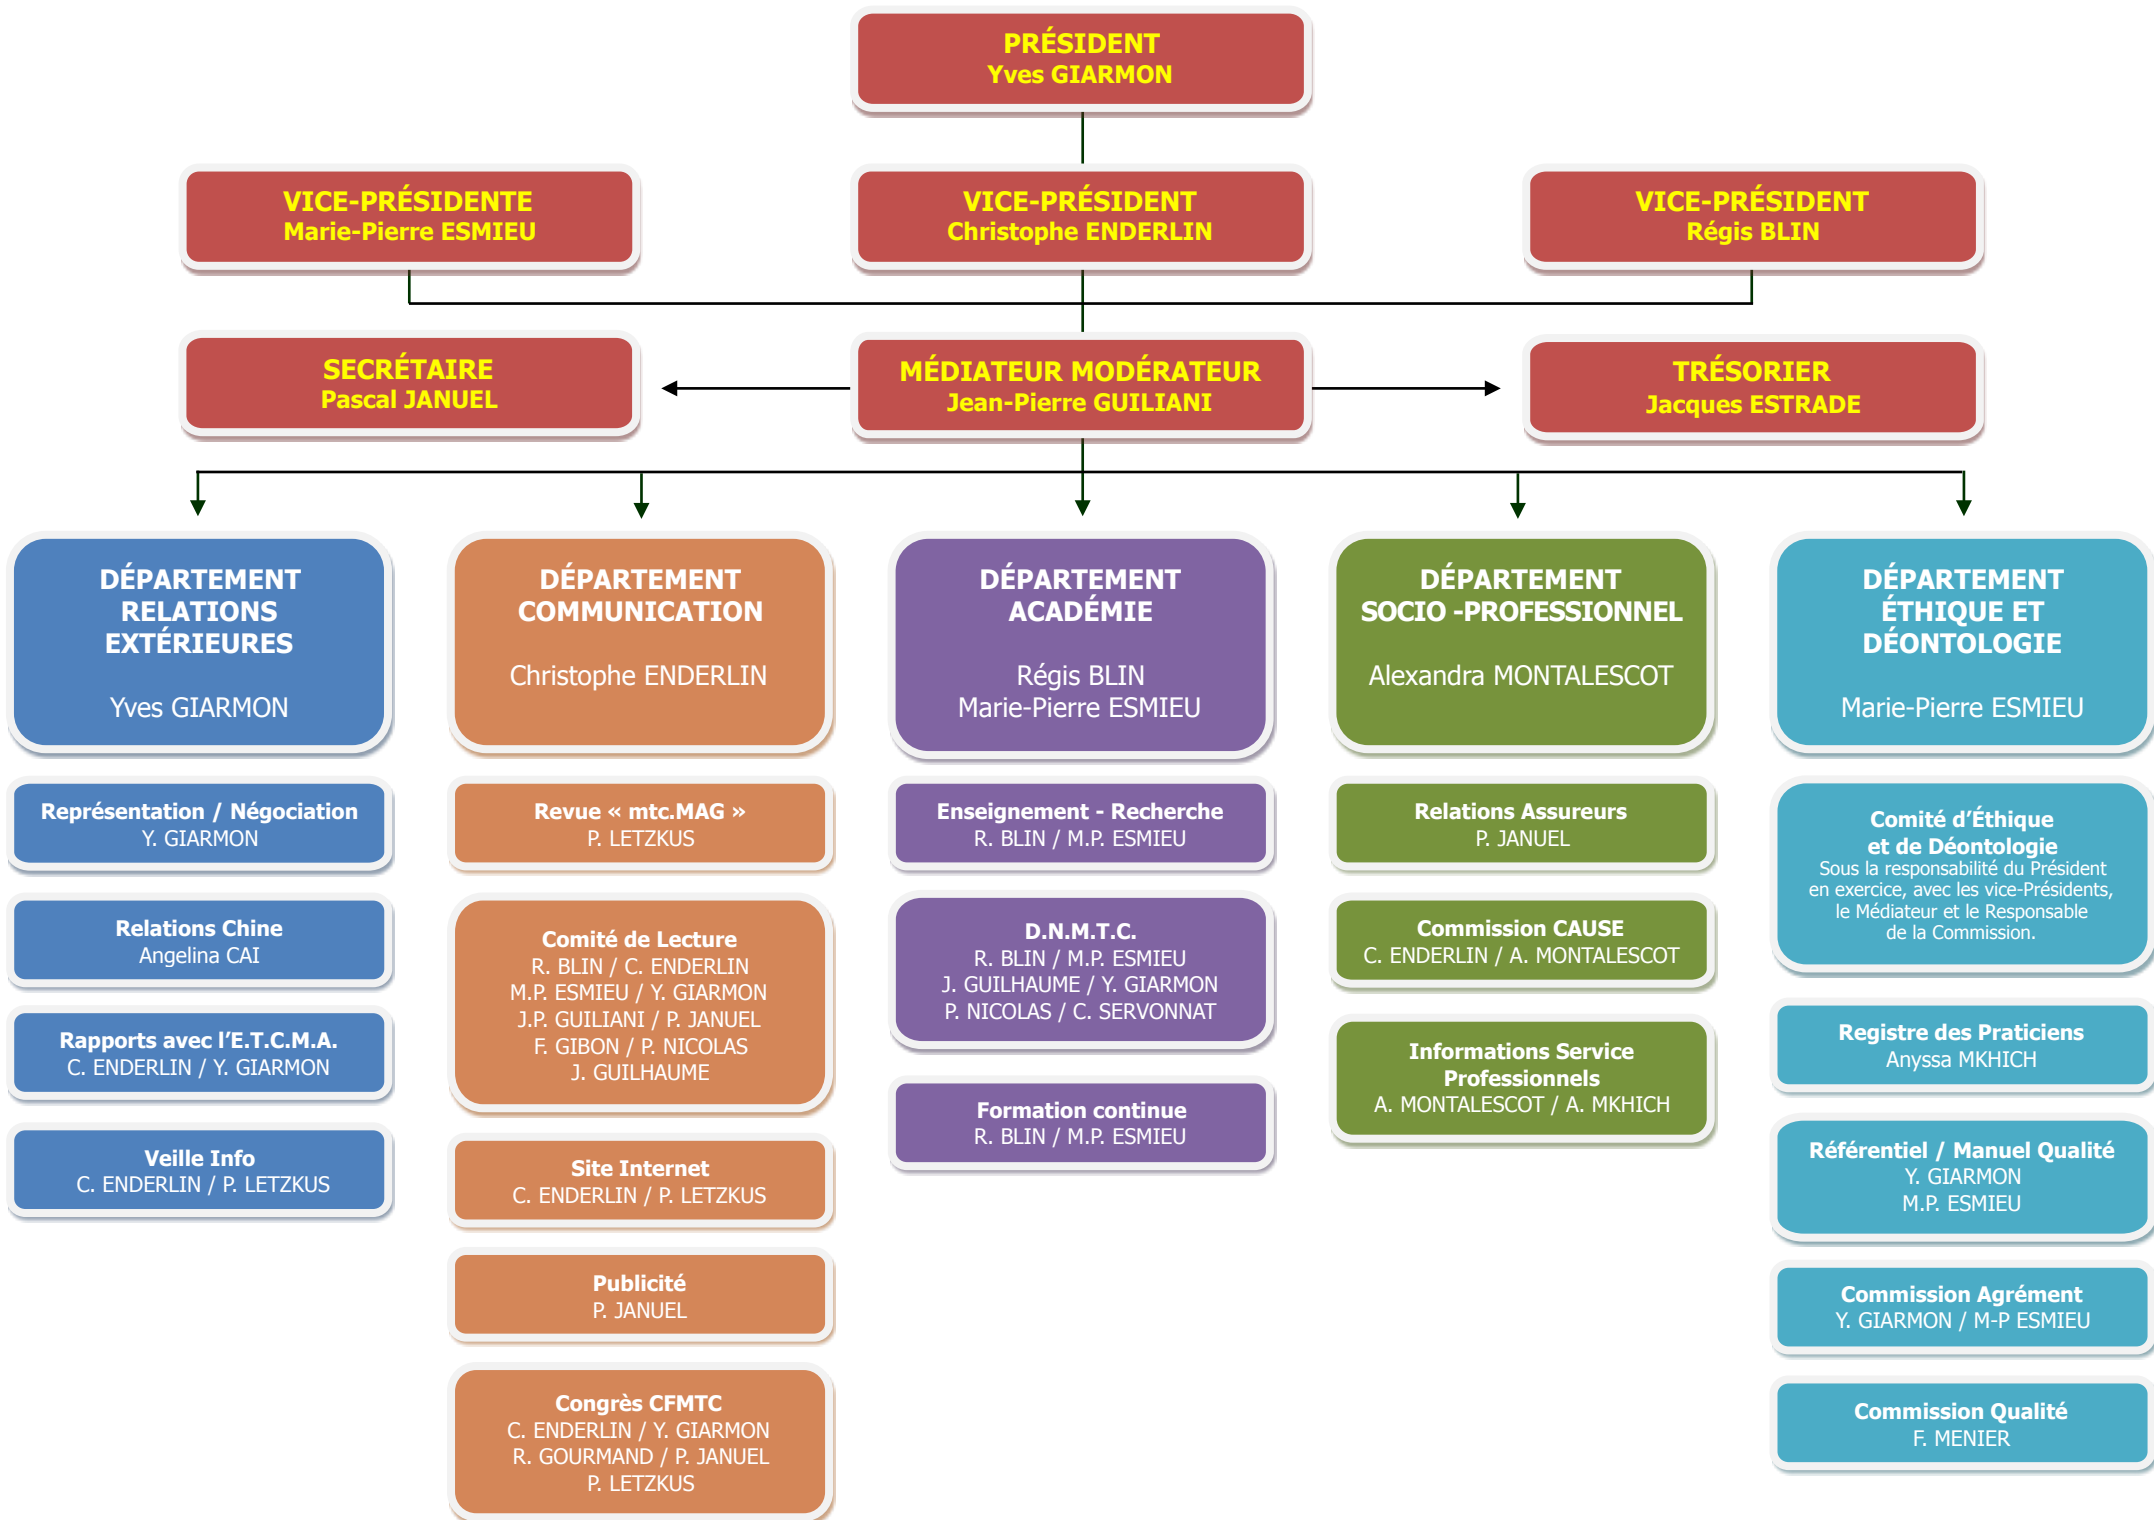 PRÉSIDENT
Yves GIARMON
VICE-PRÉSIDENTE
Marie-Pierre ESMIEU
VICE-PRÉSIDENT
Christophe ENDERLIN
VICE-PRÉSIDENT
Régis BLIN
SECRÉTAIRE
Pascal JANUEL
MÉDIATEUR MODÉRATEUR
Jean-Pierre GUILIANI
TRÉSORIER
Jacques ESTRADE
DÉPARTEMENT
RELATIONS
EXTÉRIEURES
Yves GIARMON
Représentation / Négociation
Y. GIARMON
Relations Chine
Angelina CAI
Rapports avec l’E.T.C.M.A.
C. ENDERLIN / Y. GIARMON
Veille Info
C. ENDERLIN / P. LETZKUS
DÉPARTEMENT
COMMUNICATION
Christophe ENDERLIN
Revue « mtc.MAG »
P. LETZKUS
Comité de Lecture
R. BLIN / C. ENDERLIN
M.P. ESMIEU / Y. GIARMON
J.P. GUILIANI / P. JANUEL
F. GIBON / P. NICOLAS
J. GUILHAUME
Site Internet
C. ENDERLIN / P. LETZKUS
Publicité
P. JANUEL
Congrès CFMTC
C. ENDERLIN / Y. GIARMON
R. GOURMAND / P. JANUEL
P. LETZKUS
DÉPARTEMENT
ACADÉMIE
Régis BLIN
Marie-Pierre ESMIEU
Enseignement - Recherche
R. BLIN / M.P. ESMIEU
D.N.M.T.C.
R. BLIN / M.P. ESMIEU
J. GUILHAUME / Y. GIARMON
P. NICOLAS / C. SERVONNAT
Formation continue
R. BLIN / M.P. ESMIEU
DÉPARTEMENT
SOCIO -PROFESSIONNEL
Alexandra MONTALESCOT
Relations Assureurs
P. JANUEL
Commission CAUSE
C. ENDERLIN / A. MONTALESCOT
Informations Service
Professionnels
A. MONTALESCOT / A. MKHICH
DÉPARTEMENT
ÉTHIQUE ET
DÉONTOLOGIE
Marie-Pierre ESMIEU
Comité d’Éthique
et de Déontologie
Sous la responsabilité du Président
en exercice, avec les vice-Présidents,
le Médiateur et le Responsable
de la Commission.
Registre des Praticiens
Anyssa MKHICH
Référentiel / Manuel Qualité
Y. GIARMON
M.P. ESMIEU
Commission Agrément
Y. GIARMON / M-P ESMIEU
Commission Qualité
F. MENIER